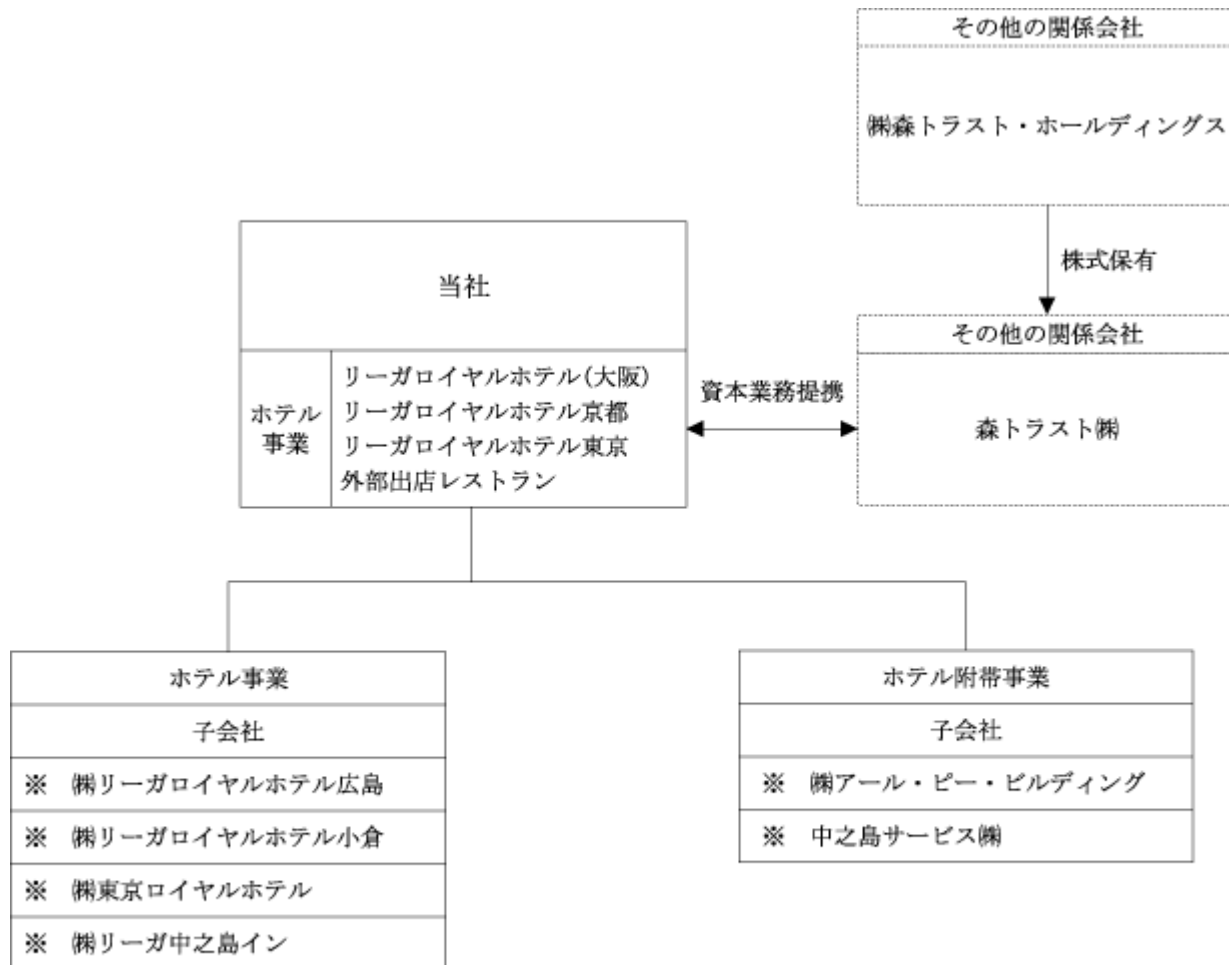 その他の関係会社
㈱森トラスト・ホールディングス
株式保有
当社
ホテル
事業
リーガロイヤルホテル(大阪)
リーガロイヤルホテル京都
リーガロイヤルホテル東京
外部出店レストラン
資本業務提携
その他の関係会社
森トラスト㈱
ホテル事業
子会社
※ ㈱リーガロイヤルホテル広島
※ ㈱リーガロイヤルホテル小倉
※ ㈱東京ロイヤルホテル
※ ㈱リーガ中之島イン
ホテル附帯事業
子会社
※ ㈱アール・ピー・ビルディング
※ 中之島サービス㈱